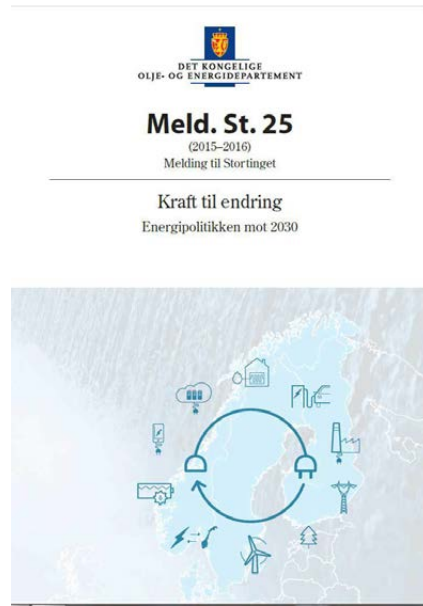 DET KONGELIGE
OLJE- OG ENERGIDEPARTEMENT
Meld. St. 25
(2015–2016)
Melding til Stortinget
Kraft til endring
Energipolitikken mot 2030